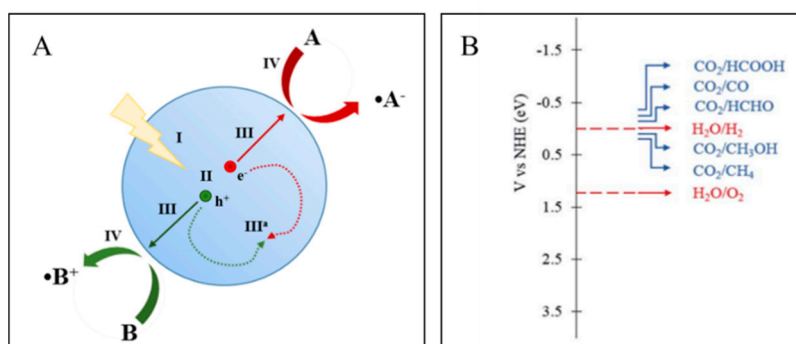 A
I
II
III
e-
h+
III
IIIª
IV
A
•A-
IV
•B+
B
B
V vs NHE (eV)
-1.5
-0.5
0.5
1.5
2.5
3.5
CO₂/HCOOH
CO₂/CO
CO₂/HCHO
H₂O/H₂
CO₂/CH₃OH
CO₂/CH₄
H₂O/O₂